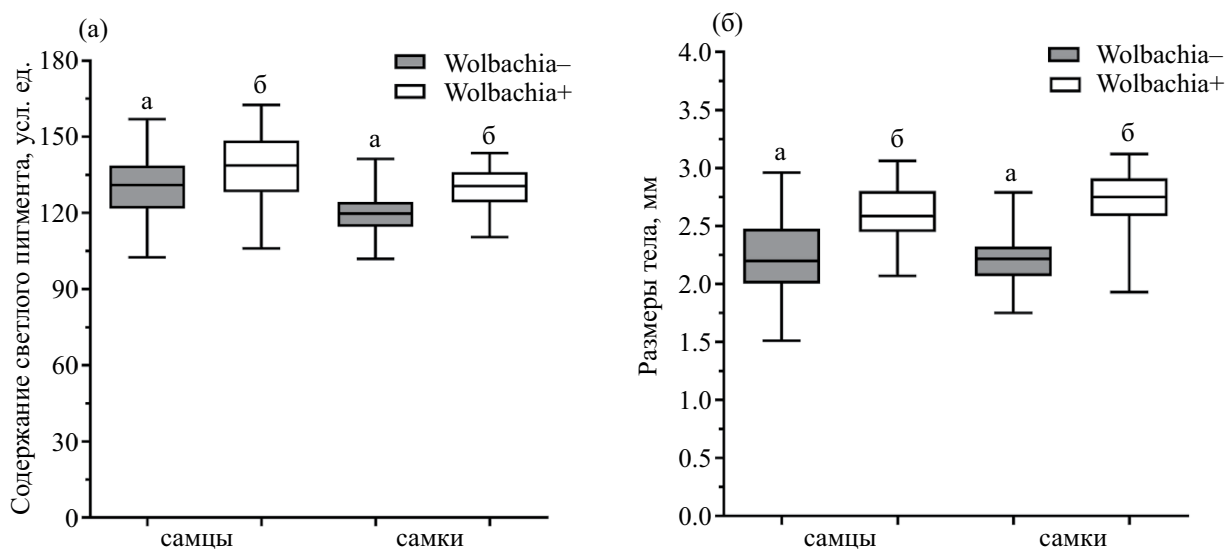 (а)
Содержание светлого пигмента, усл. ед.
180
150
120
90
60
30
0
Wolbachia–
Wolbachia+
а
б
а
б
самцы
самки
(б)
Размеры тела, мм
4.0
3.5
3.0
2.5
2.0
1.5
1.0
0.5
0.0
Wolbachia–
Wolbachia+
а
б
а
б
самцы
самки